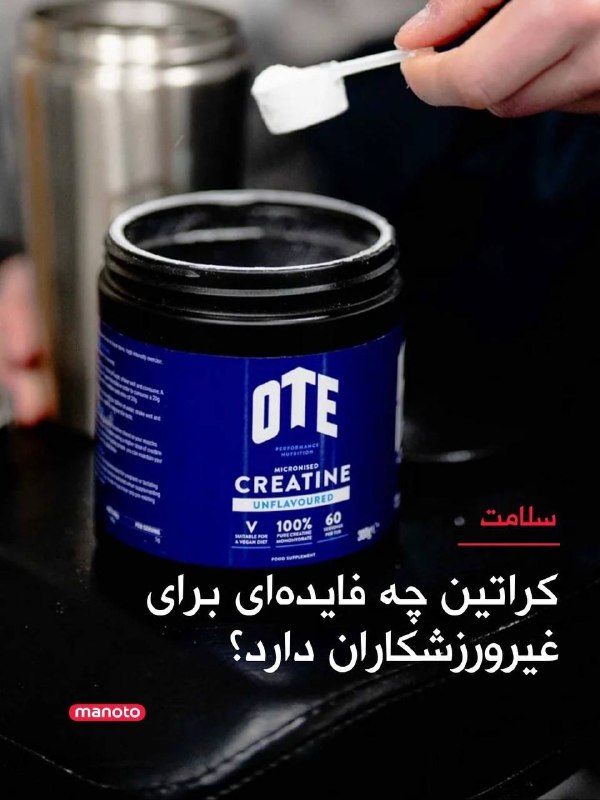 OTE
PERFORMANCE
NUTRITION
MICRONISED
CREATINE
UNFLAVOURED
V
SUITABLE FOR
A VEGAN DIET
100%
PURE CREATINE
MONOHYDRATE
60
SERVINGS
PER TUB
FOOD SUPPLEMENT
سلامت
کراتین چه فایده‌ای برای
غیرورزشکاران دارد؟
manoto